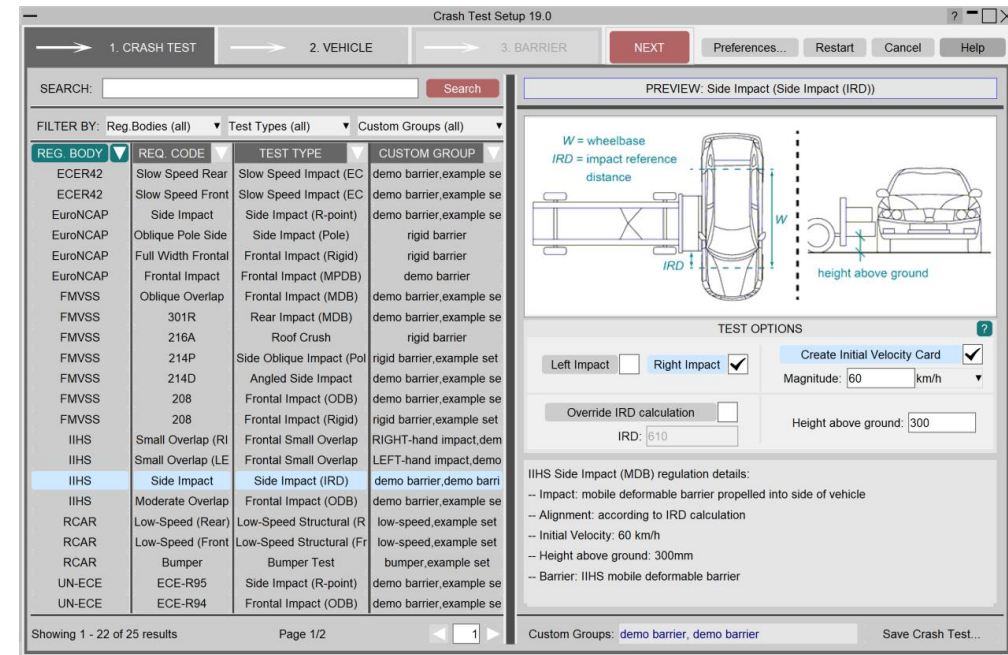 Crash Test Setup 19.0
?
1. CRASH TEST
2. VEHICLE
3. BARRIER
NEXT
Preferences...
Restart
Cancel
Help
SEARCH:
Search
FILTER BY: Reg.Bodies (all) Test Types (all) Custom Groups (all)
REG. BODY REQ. CODE TEST TYPE CUSTOM GROUP
ECER42 Slow Speed Rear Slow Speed Impact (EC demo barrier,example se
ECER42 Slow Speed Front Slow Speed Impact (EC demo barrier,example se
EuroNCAP Side Impact Side Impact (R-point) demo barrier,example se
EuroNCAP Oblique Pole Side Side Impact (Pole) rigid barrier
EuroNCAP Full Width Frontal Frontal Impact (Rigid) rigid barrier
EuroNCAP Frontal Impact Frontal Impact (MPDB) demo barrier
FMVSS Oblique Overlap Frontal Impact (MDB) demo barrier,example se
FMVSS 301R Rear Impact (MDB) demo barrier,example se
FMVSS 216A Roof Crush rigid barrier
FMVSS 214P Side Oblique Impact (Pol rigid barrier,example set
FMVSS 214D Angled Side Impact demo barrier,example se
FMVSS 208 Frontal Impact (ODB) demo barrier,example se
FMVSS 208 Frontal Impact (Rigid) rigid barrier,example set
IIHS Small Overlap (RI Frontal Small Overlap RIGHT-hand impact,dem
IIHS Small Overlap (LE Frontal Small Overlap LEFT-hand impact,demo
IIHS Side Impact Side Impact (IRD) demo barrier,demo barri
IIHS Moderate Overlap Frontal Impact (ODB) demo barrier,example se
RCAR Low-Speed (Rear) Low-Speed Structural (R low-speed,example set
RCAR Low-Speed (Front Low-Speed Structural (Fr low-speed,example set
RCAR Bumper Bumper Test bumper,example set
UN-ECE ECE-R95 Side Impact (R-point) demo barrier,example se
UN-ECE ECE-R94 Frontal Impact (ODB) demo barrier,example se
Showing 1 - 22 of 25 results Page 1/2 1
PREVIEW: Side Impact (Side Impact (IRD))
W = wheelbase
IRD = impact reference
distance
W
IRD
height above ground
TEST OPTIONS
?
Left Impact Right Impact
Create Initial Velocity Card
Magnitude: 60 km/h
Override IRD calculation
IRD: 610
Height above ground: 300
IIHS Side Impact (MDB) regulation details:
-- Impact: mobile deformable barrier propelled into side of vehicle
-- Alignment: according to IRD calculation
-- Initial Velocity: 60 km/h
-- Height above ground: 300mm
-- Barrier: IIHS mobile deformable barrier
Custom Groups: demo barrier, demo barrier
Save Crash Test...